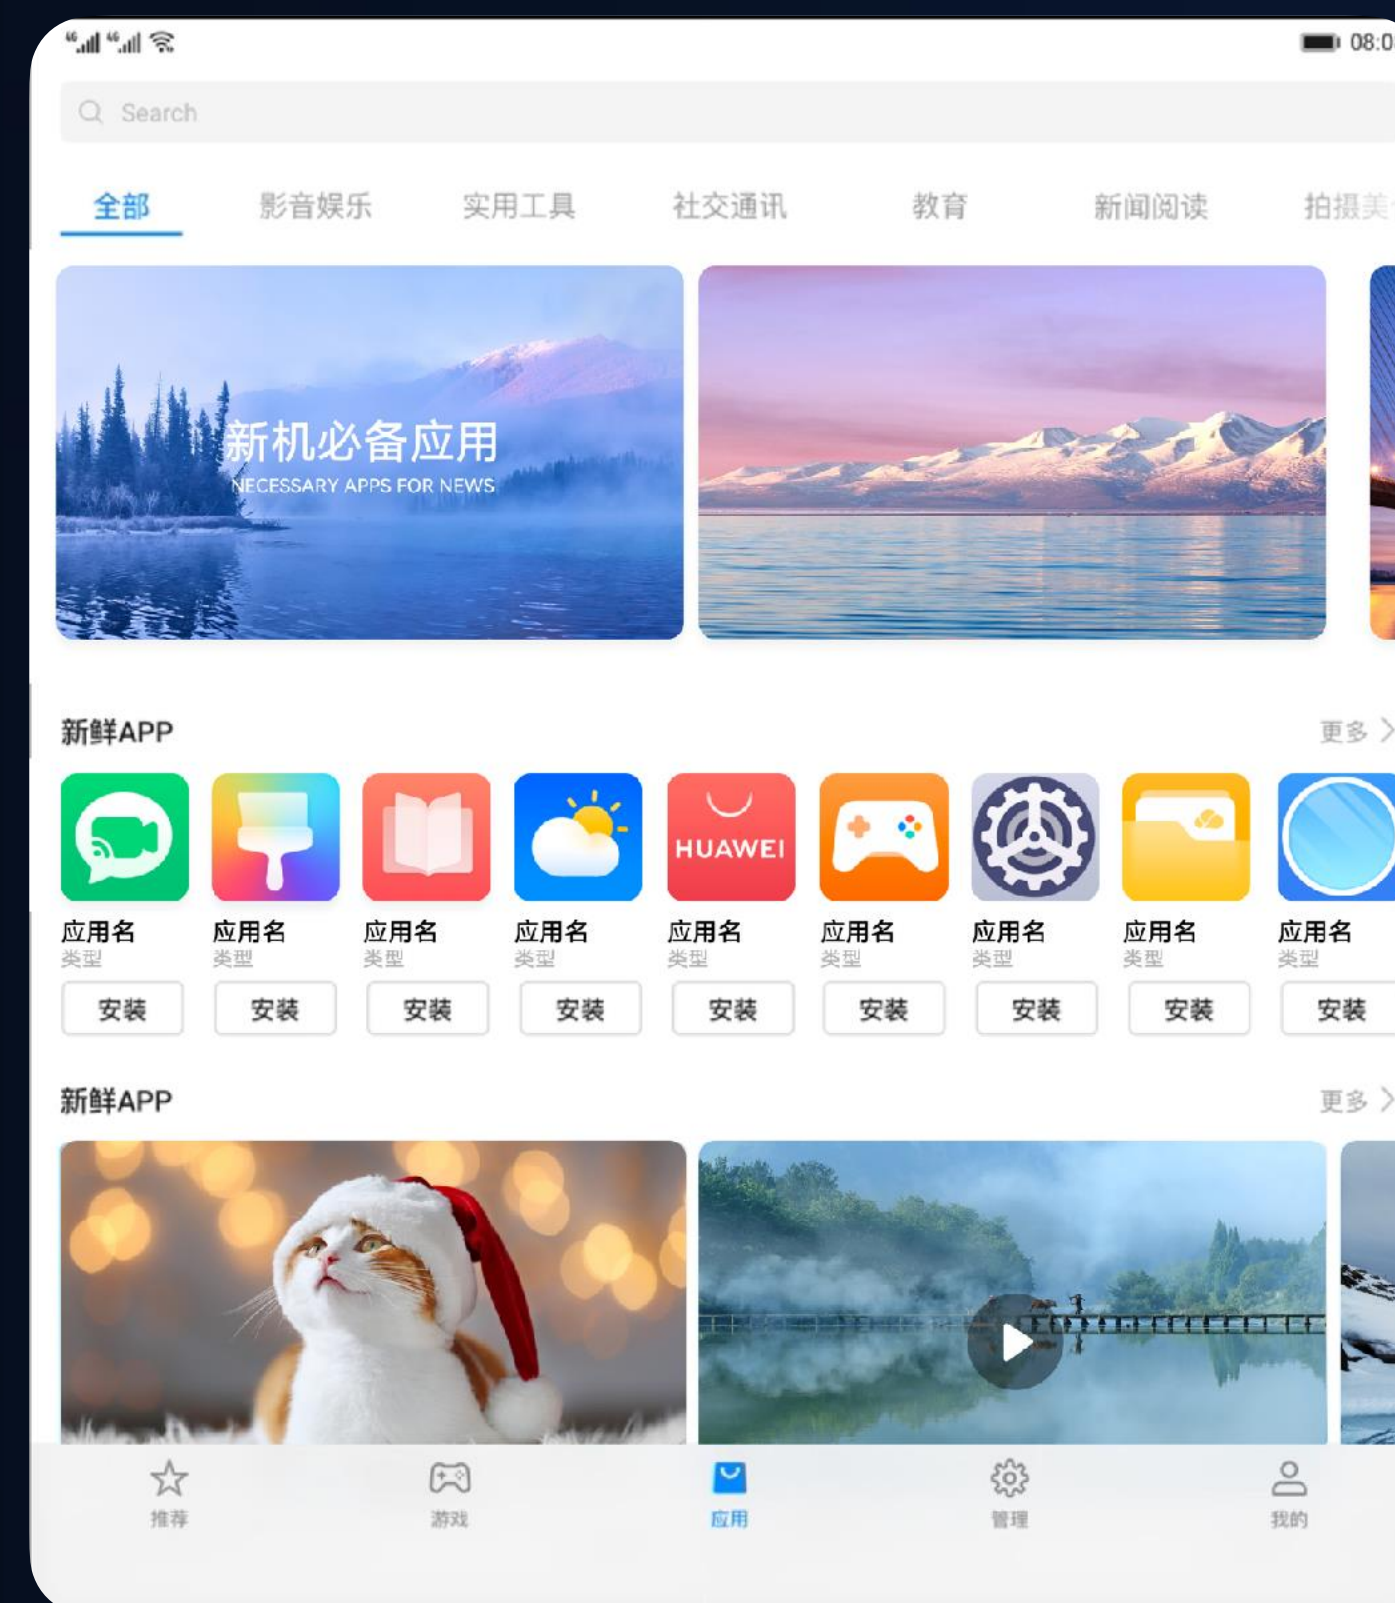 Search
全部 影音娱乐 实用工具 社交通讯 教育 新闻阅读 拍摄美
新机必备应用
NECESSARY APPS FOR NEWS
新鲜APP 更多
HUAWEI
应用名 应用名 应用名 应用名 应用名 应用名 应用名 应用名 应用名
类型 类型 类型 类型 类型 类型 类型 类型 类型
安装 安装 安装 安装 安装 安装 安装 安装 安装
新鲜APP 更多
推荐 游戏 应用 管理 我的